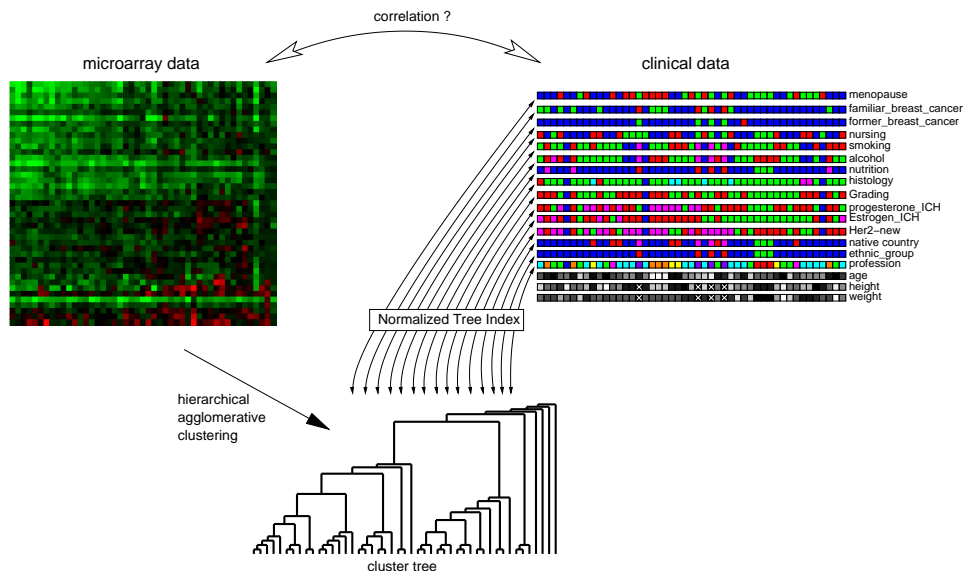 correlation ?
microarray data
clinical data
menopause
familiar_breast_cancer
former_breast_cancer
nursing
smoking
alcohol
nutrition
histology
Grading
progesterone_ICH
Estrogen_ICH
Her2-new
native country
ethnic_group
profession
age
height
weight
Normalized Tree Index
hierarchical
agglomerative
clustering
cluster tree